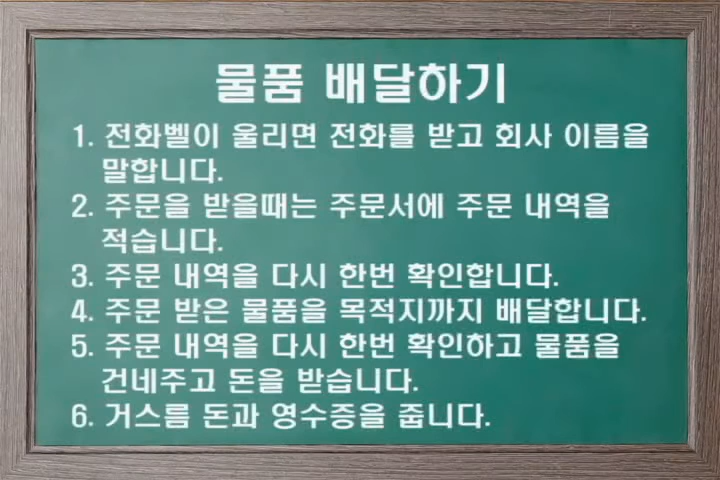 물품 배달하기
1. 전화벨이 울리면 전화를 받고 회사 이름을
말합니다.
2. 주문을 받을때는 주문서에 주문 내역을
적습니다.
3. 주문 내역을 다시 한번 확인합니다.
4. 주문 받은 물품을 목적지까지 배달합니다.
5. 주문 내역을 다시 한번 확인하고 물품을
건네주고 돈을 받습니다.
6. 거스름 돈과 영수증을 줍니다.